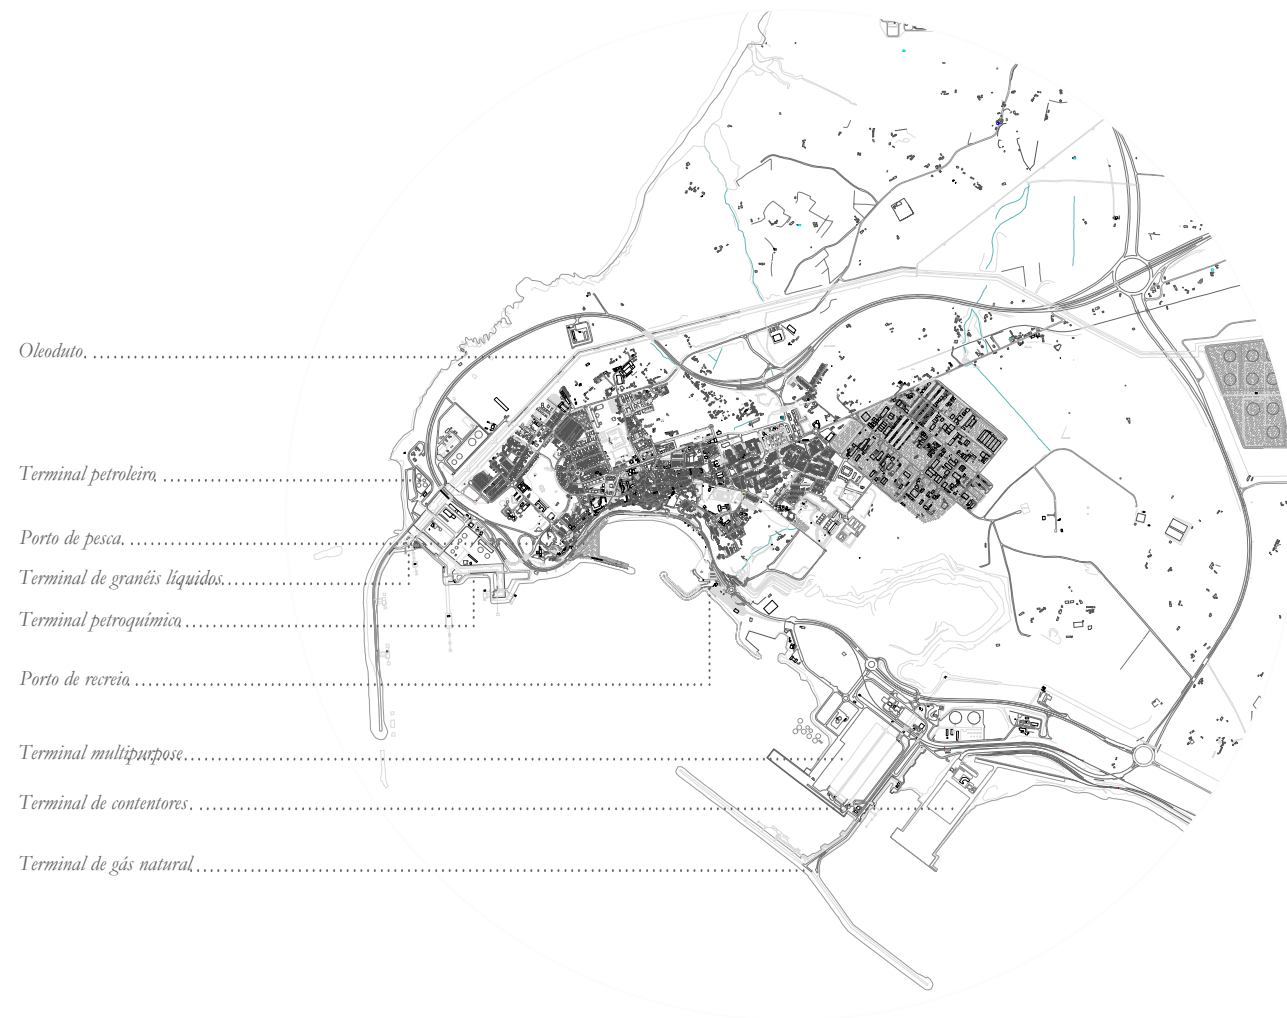 Oleoduto
Terminal petroleiro
Porto de pesca
Terminal de granéis líquidos
Terminal petroquímico
Porto de recreio
Terminal multipurpose
Terminal de contentores
Terminal de gás natural